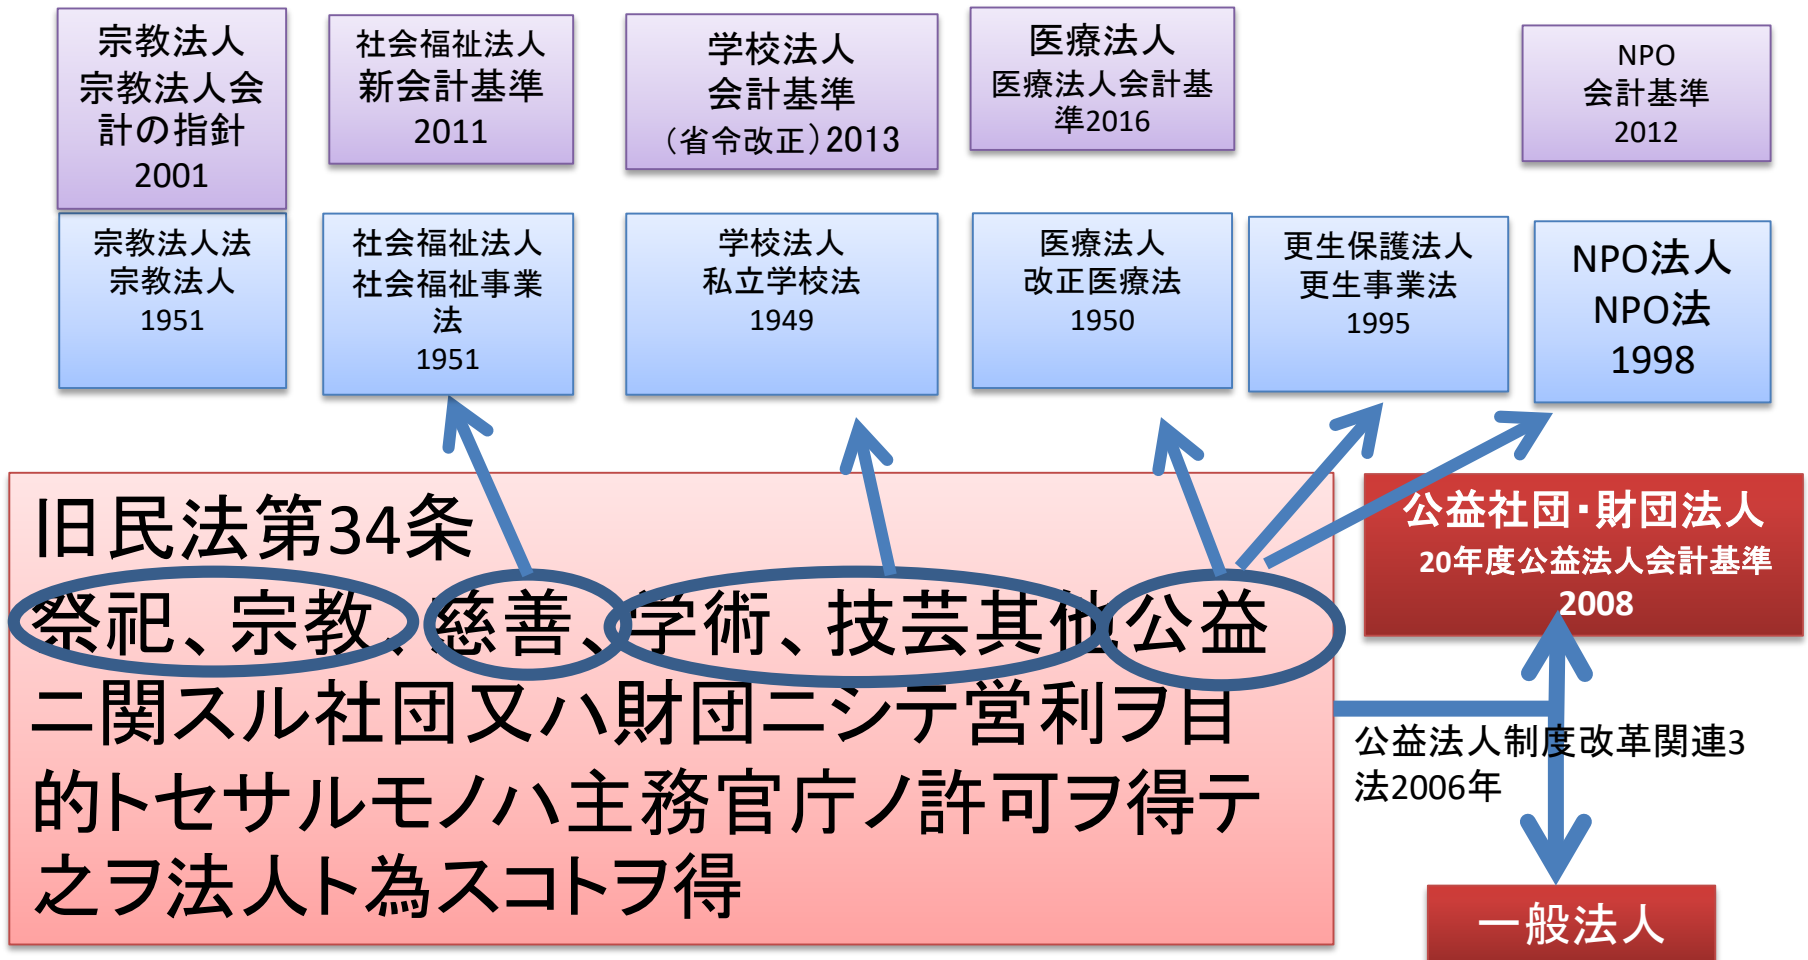 宗教法人
宗教法人会
計の指針
2001
社会福祉法人
新会計基準
2011
学校法人
会計基準
（省令改正）2013
医療法人
医療法人会計基
準2016
NPO
会計基準
2012
宗教法人法
宗教法人
1951
社会福祉法人
社会福祉事業
法
1951
学校法人
私立学校法
1949
医療法人
改正医療法
1950
更生保護法人
更生事業法
1995
NPO法人
NPO法
1998
旧民法第34条
祭祀、宗教、慈善、学術、技芸其他公益
ニ関スル社団又ハ財団ニシテ営利ヲ目
的トセサルモノハ主務官庁ノ許可ヲ得テ
之ヲ法人ト為スコトヲ得
公益社団・財団法人
20年度公益法人会計基準
2008
公益法人制度改革関連3
法2006年
一般法人